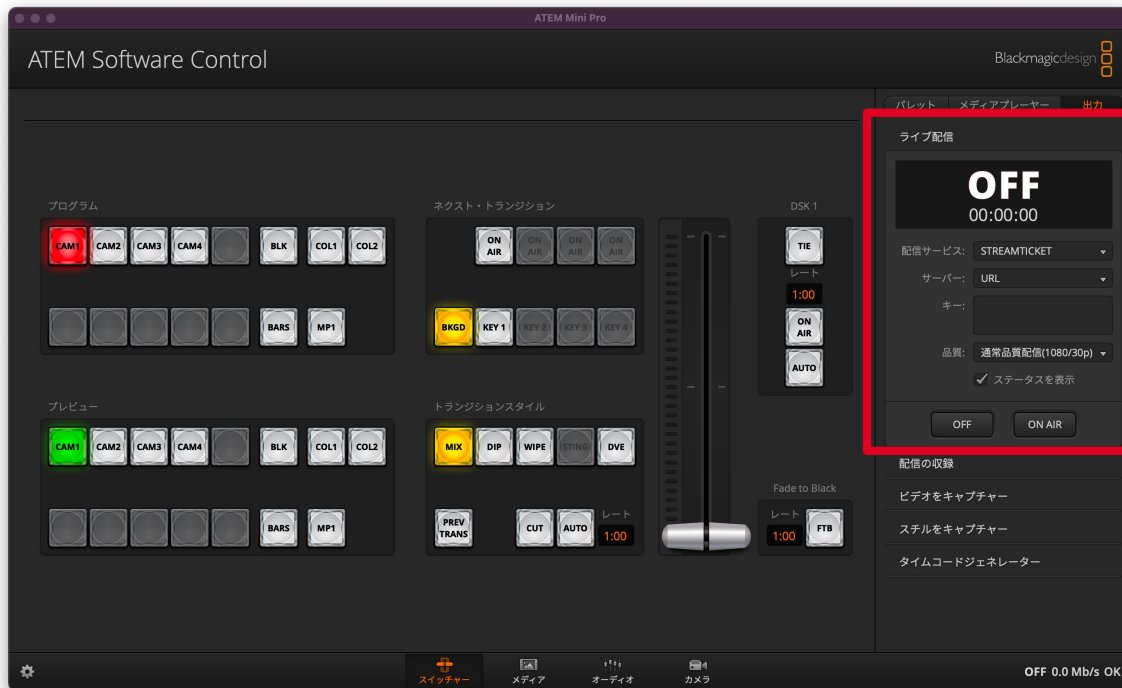 ATEM Mini Pro
ATEM Software Control
Blackmagicdesign
パレット メディアプレーヤー 出力
ライブ配信
OFF
00:00:00
配信サービス: STREAMTICKET
サーバー: URL
キー:
品質: 通常品質配信(1080/30p)
ステータスを表示
OFF ON AIR
配信の収録
ビデオをキャプチャー
スチルをキャプチャー
タイムコードジェネレーター
プログラム
CAM1 CAM2 CAM3 CAM4 BLK COL1 COL2
BARS MP1
ネクスト・トランジション
ON AIR ON AIR ON AIR ON AIR
BKGD KEY 1 KEY 2 KEY 3 KEY 4
DSK 1
TIE
レート
1:00
ON AIR
AUTO
プレビュー
CAM1 CAM2 CAM3 CAM4 BLK COL1 COL2
BARS MP1
トランジションスタイル
MIX DIP WIPE STING DVE
PREV TRANS CUT AUTO レート 1:00
Fade to Black
レート
1:00 FTB
スイッチャー メディア オーディオ カメラ
OFF 0.0 Mb/s OK